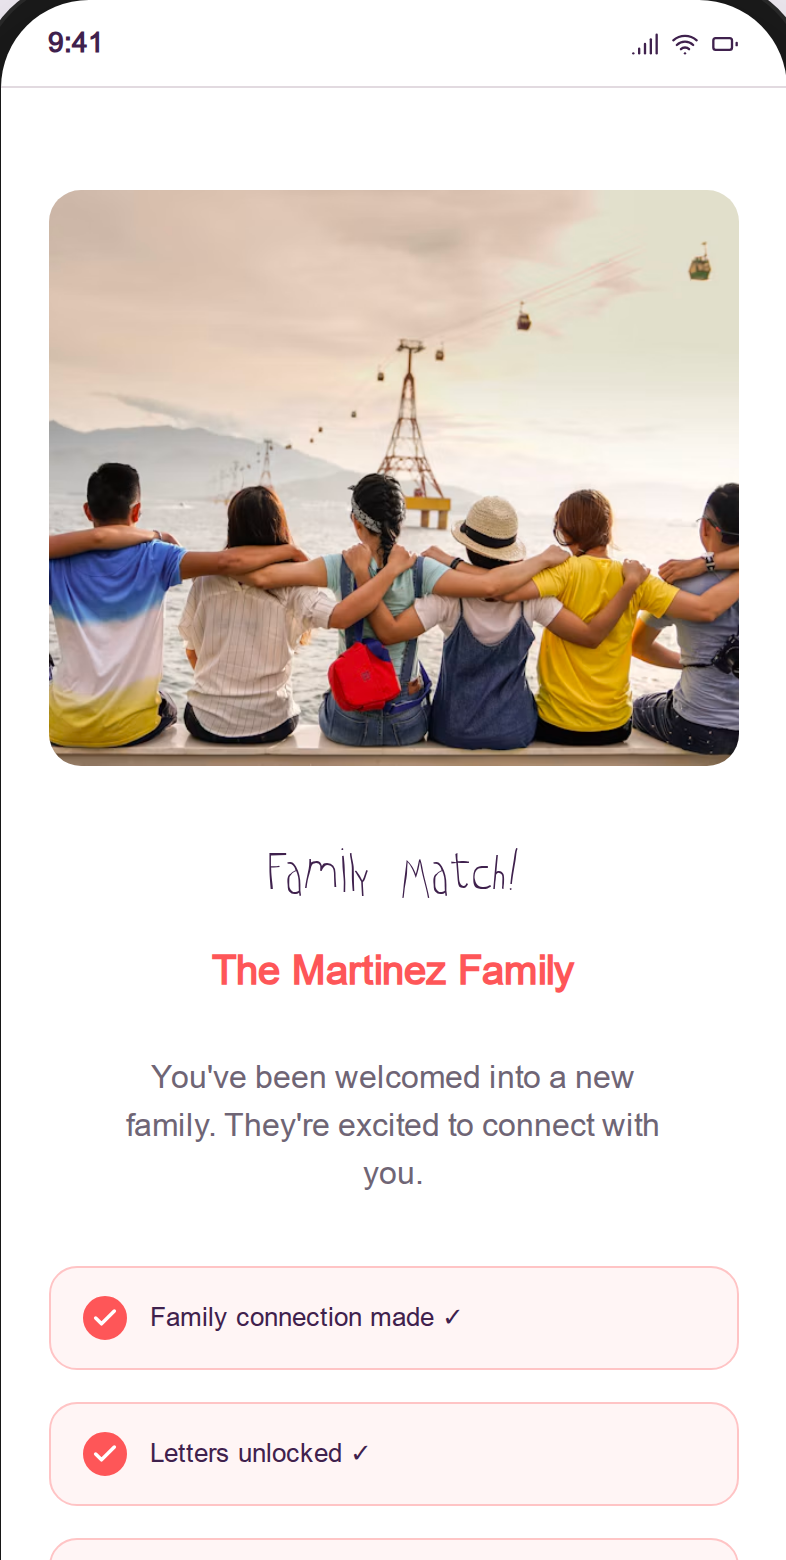 9:41
Family Match!
The Martinez Family
You've been welcomed into a new
family. They're excited to connect with
you.
Family connection made ✓
Letters unlocked ✓